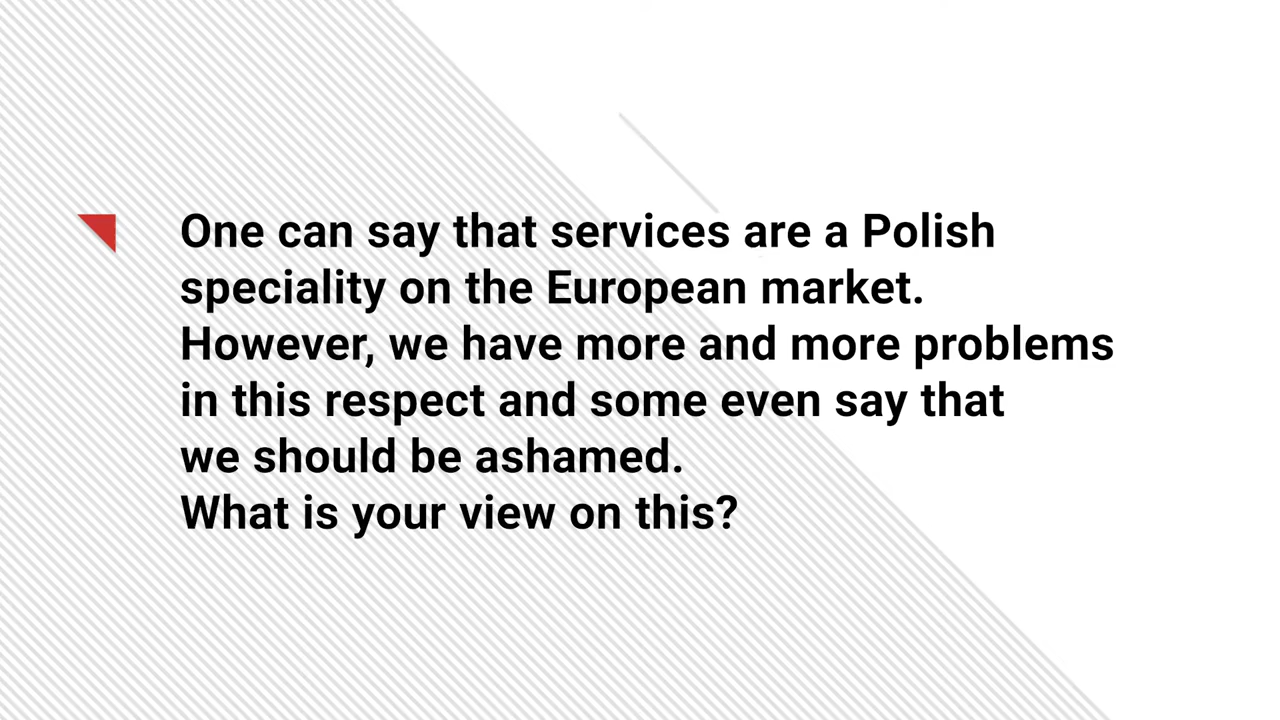 One can say that services are a Polish
speciality on the European market.
However, we have more and more problems
in this respect and some even say that
we should be ashamed.
What is your view on this?